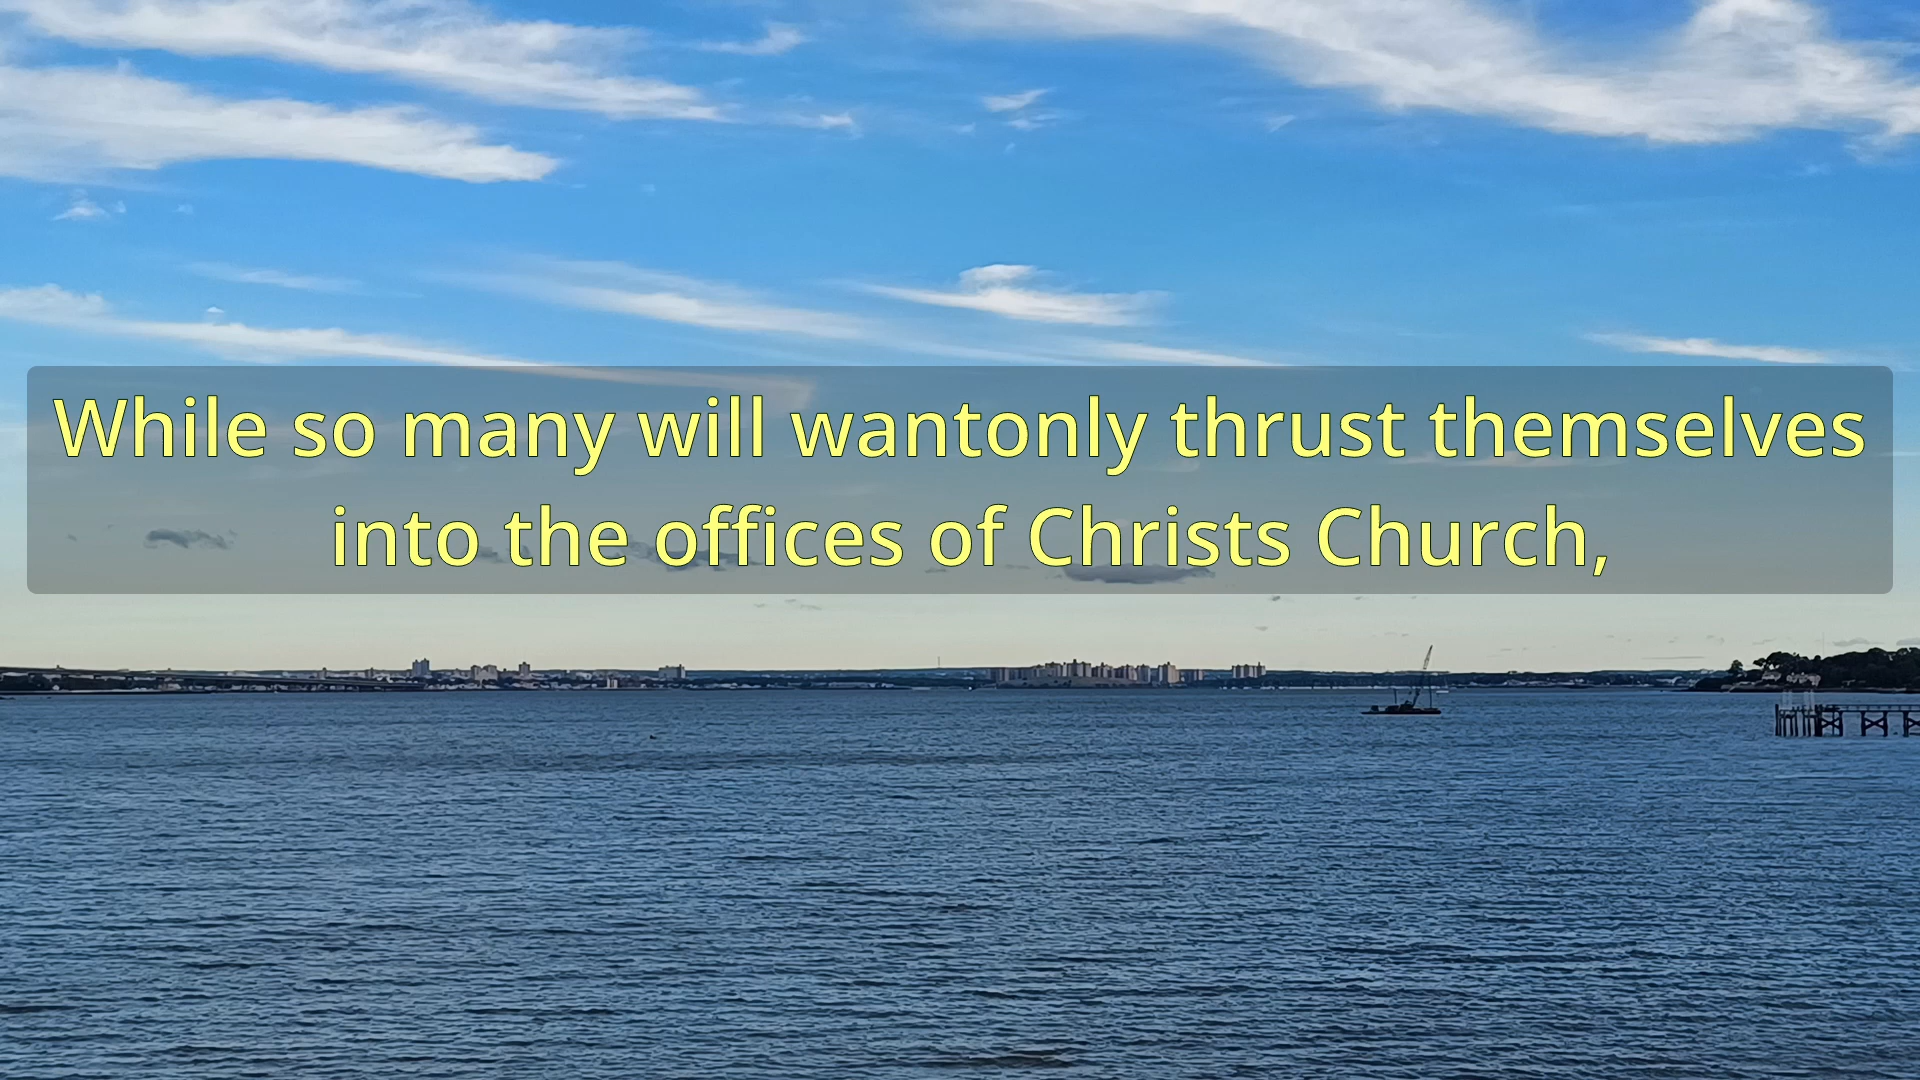 While so many will wantonly thrust themselves
into the offices of Christs Church,